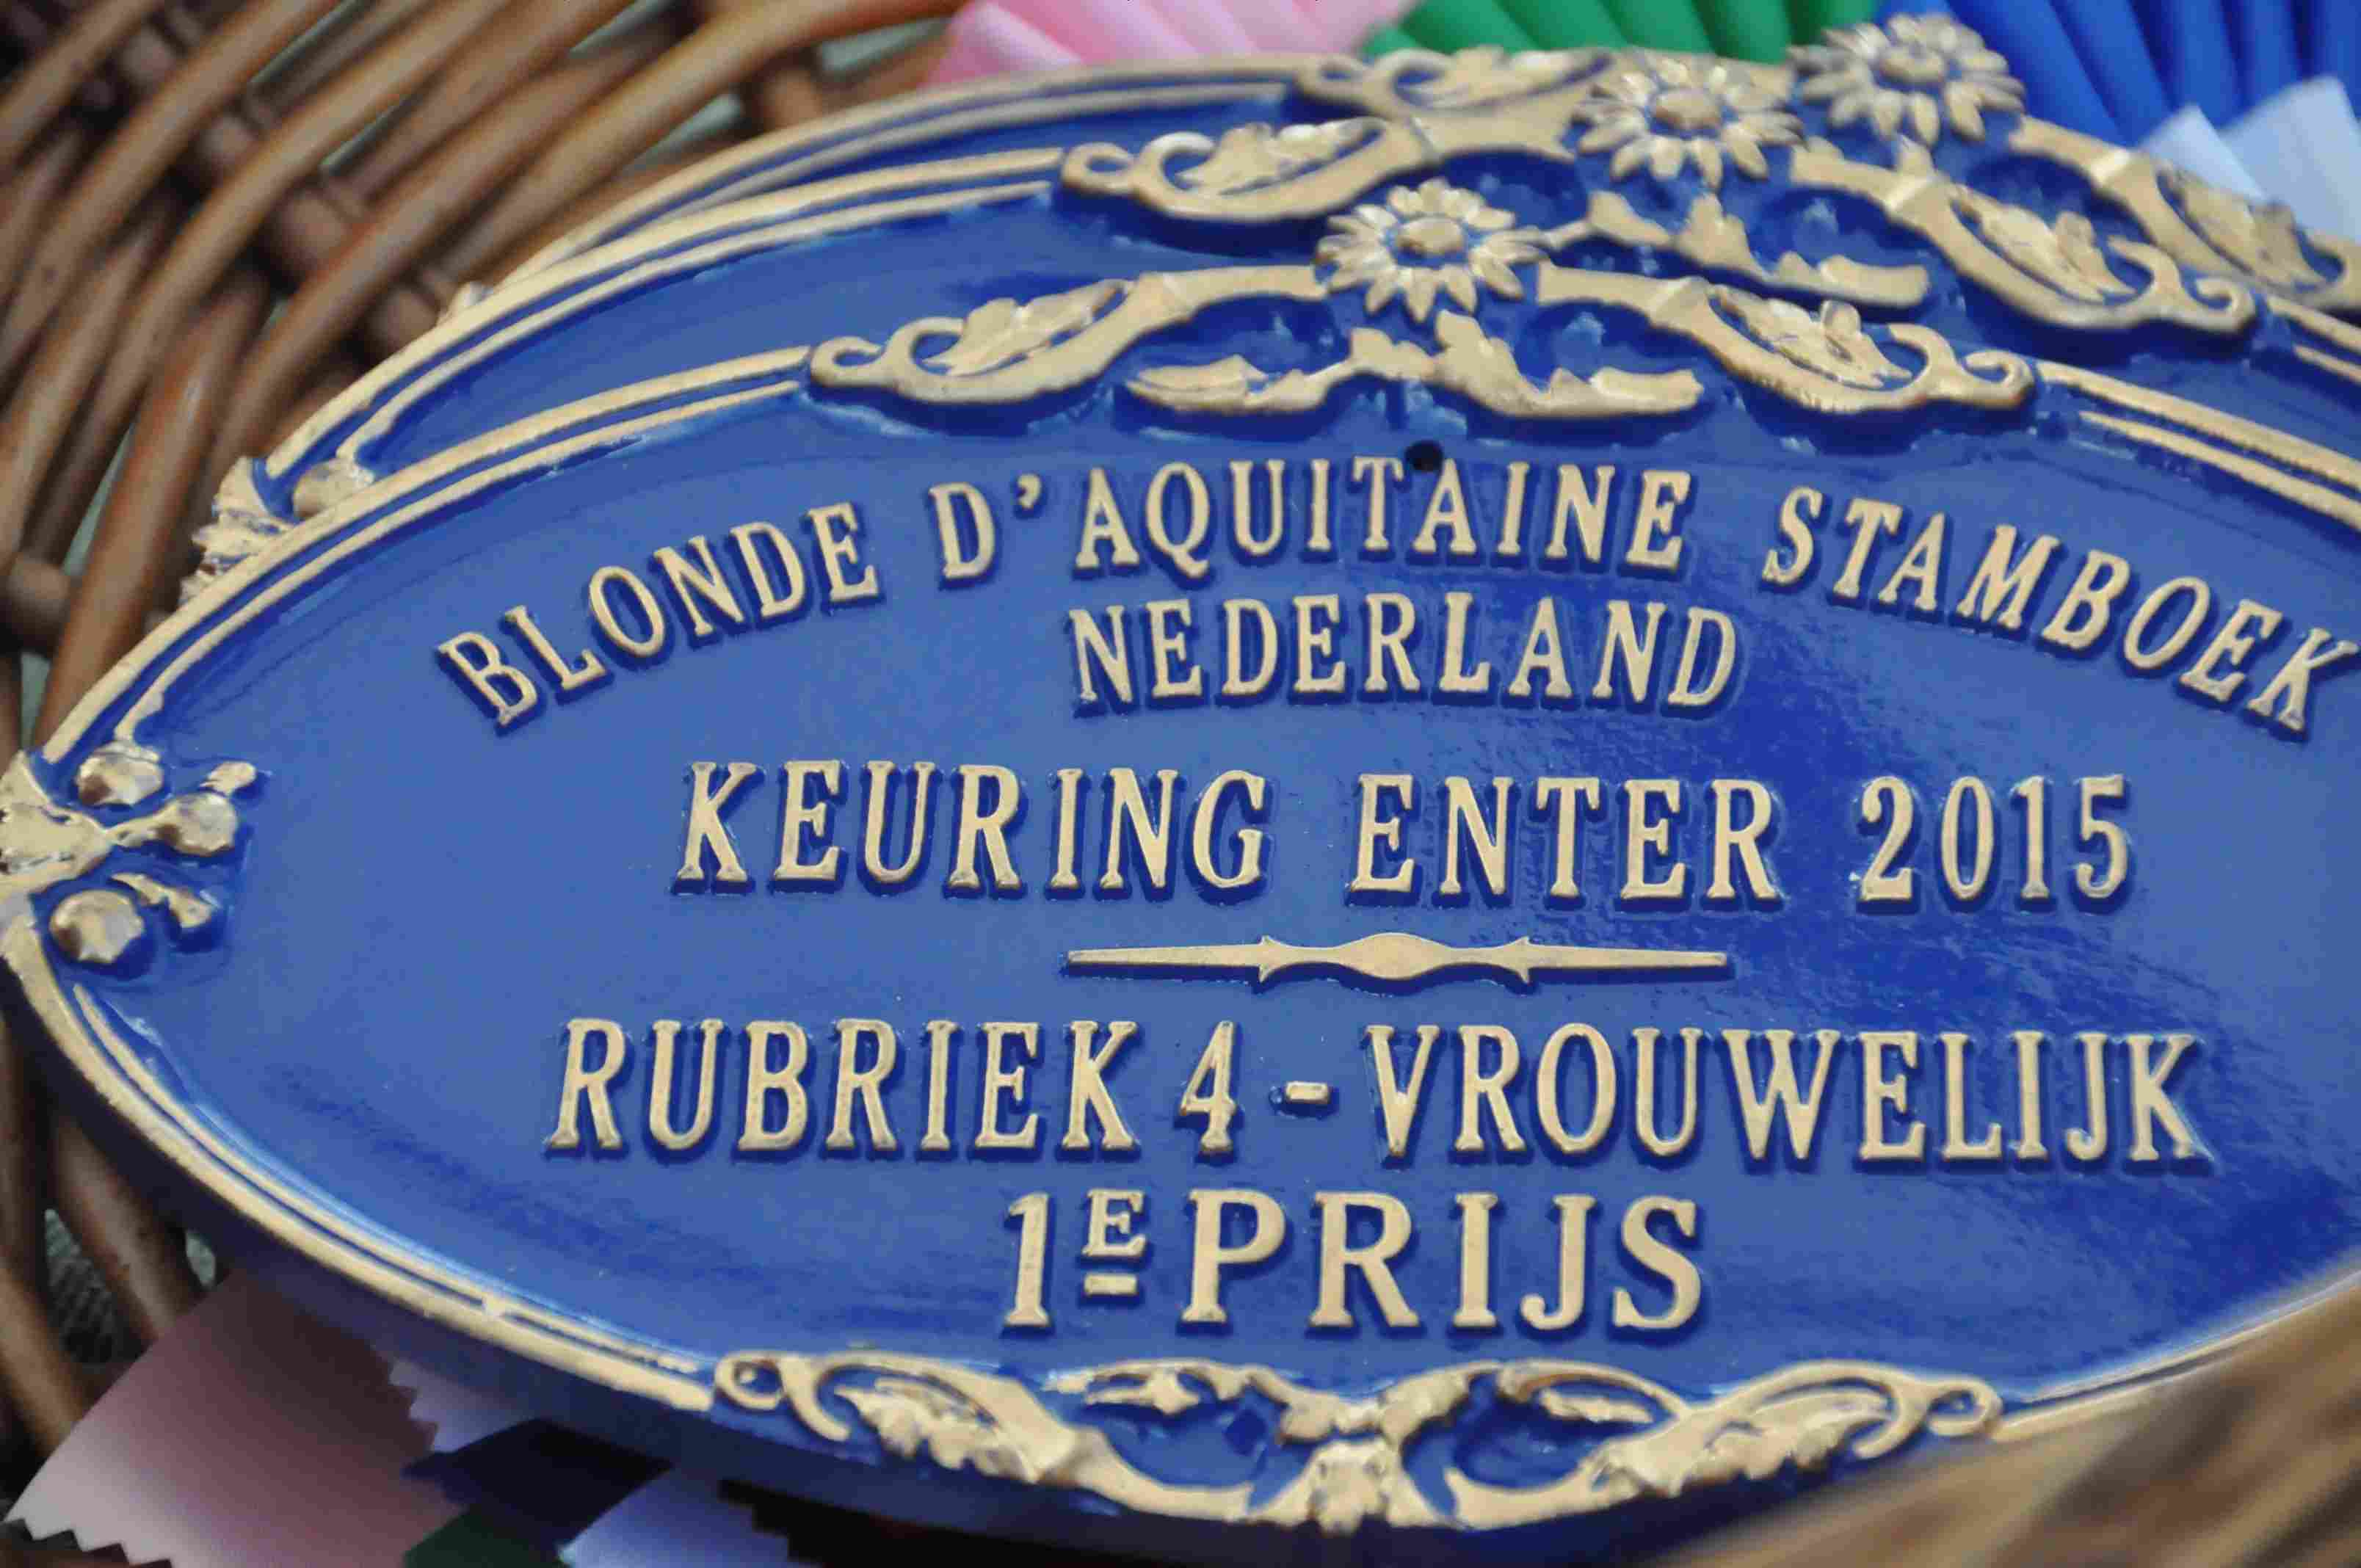 BLONDE D'AQUITAINE STAMBOEK
NEDERLAND
KEURING ENTER 2015
RUBRIEK 4 - VROUWELIJK
1E PRIJS